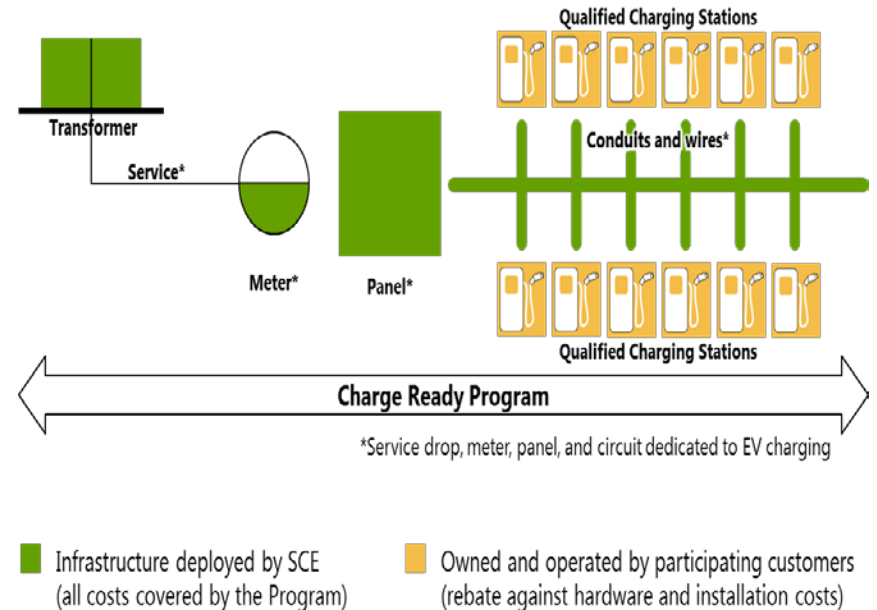 Qualified Charging Stations
Transformer
Conduits and wires*
Service*
Meter*
Panel*
Qualified Charging Stations
Charge Ready Program
*Service drop, meter, panel, and circuit dedicated to EV charging
Infrastructure deployed by SCE
(all costs covered by the Program)
Owned and operated by participating customers
(rebate against hardware and installation costs)